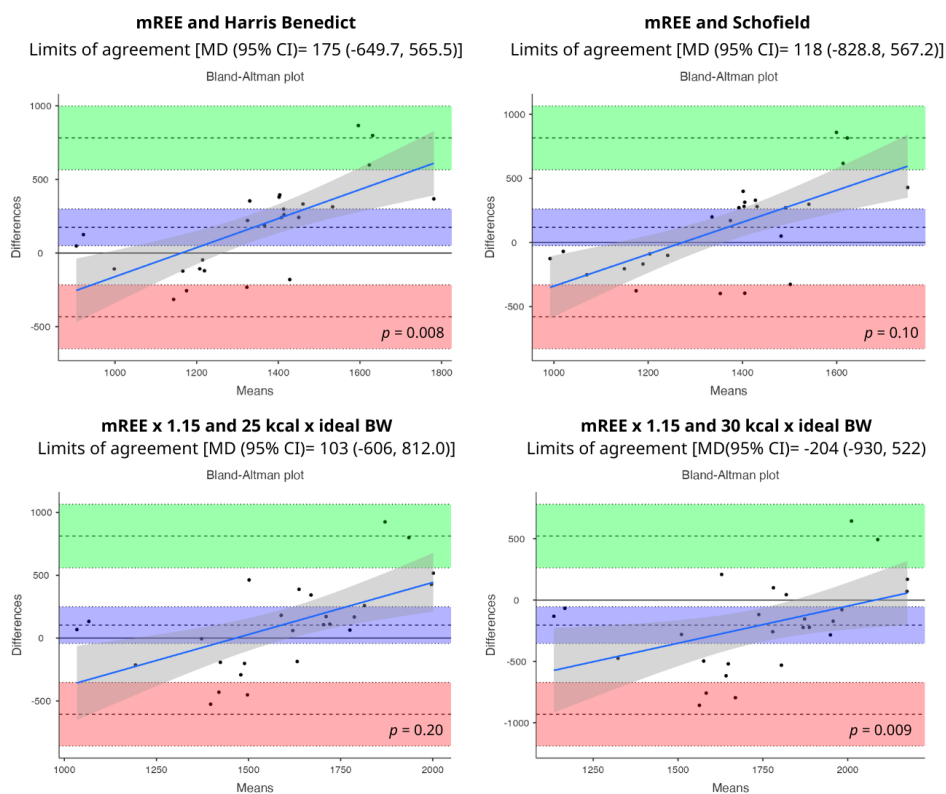 mREE and Harris Benedict
Limits of agreement [MD (95% CI)= 175 (-649.7, 565.5)]
Bland-Altman plot
1000
500
0
-500
Differences
p = 0.008
1000 1200 1400 1600 1800
Means
mREE and Schofield
Limits of agreement [MD (95% CI)= 118 (-828.8, 567.2)]
Bland-Altman plot
1000
500
0
-500
Differences
p = 0.10
1000 1200 1400 1600
Means
mREE x 1.15 and 25 kcal x ideal BW
Limits of agreement [MD (95% CI)= 103 (-606, 812.0)]
Bland-Altman plot
1000
500
0
-500
Differences
p = 0.20
1000 1250 1500 1750 2000
Means
mREE x 1.15 and 30 kcal x ideal BW
Limits of agreement [MD(95% CI)= -204 (-930, 522)
Bland-Altman plot
500
0
-500
-1000
Differences
p = 0.009
1250 1500 1750 2000
Means